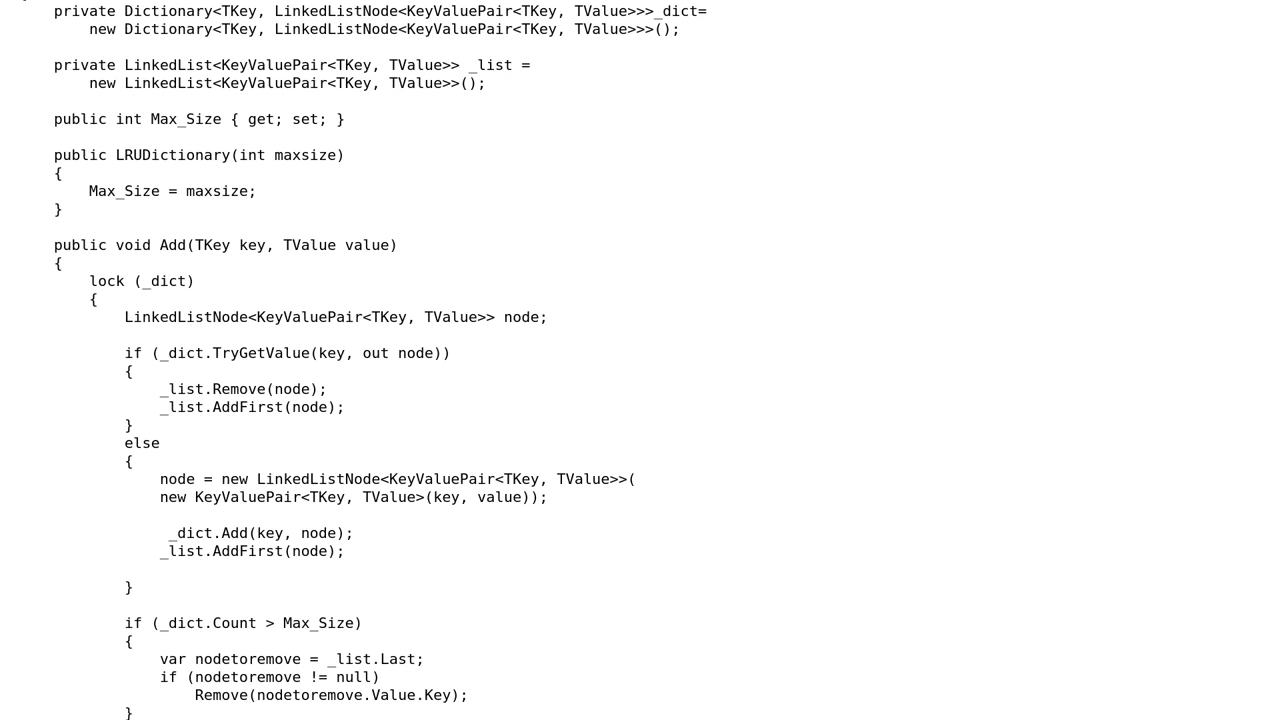 private Dictionary<TKey, LinkedListNode<KeyValuePair<TKey, TValue>>>_dict=
new Dictionary<TKey, LinkedListNode<KeyValuePair<TKey, TValue>>>();
private LinkedList<KeyValuePair<TKey, TValue>> _list =
new LinkedList<KeyValuePair<TKey, TValue>>();
public int Max_Size { get; set; }
public LRUDictionary(int maxsize)
{
Max_Size = maxsize;
}
public void Add(TKey key, TValue value)
{
lock (_dict)
{
LinkedListNode<KeyValuePair<TKey, TValue>> node;
if (_dict.TryGetValue(key, out node))
{
_list.Remove(node);
_list.AddFirst(node);
}
else
{
node = new LinkedListNode<KeyValuePair<TKey, TValue>>(
new KeyValuePair<TKey, TValue>(key, value));
_dict.Add(key, node);
_list.AddFirst(node);
}
if (_dict.Count > Max_Size)
{
var nodetoremove = _list.Last;
if (nodetoremove != null)
Remove(nodetoremove.Value.Key);
}